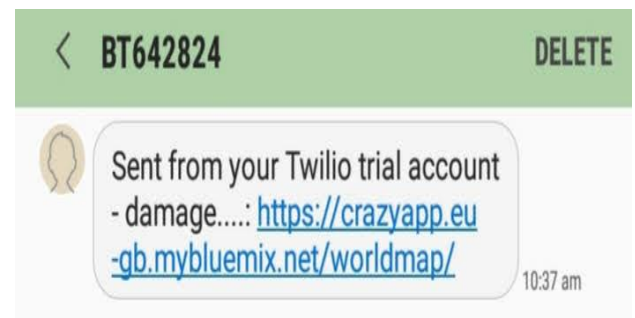 BT642824 DELETE
Sent from your Twilio trial account
- damage....: https://crazyapp.eu
-gb.mybluemix.net/worldmap/
10:37 am